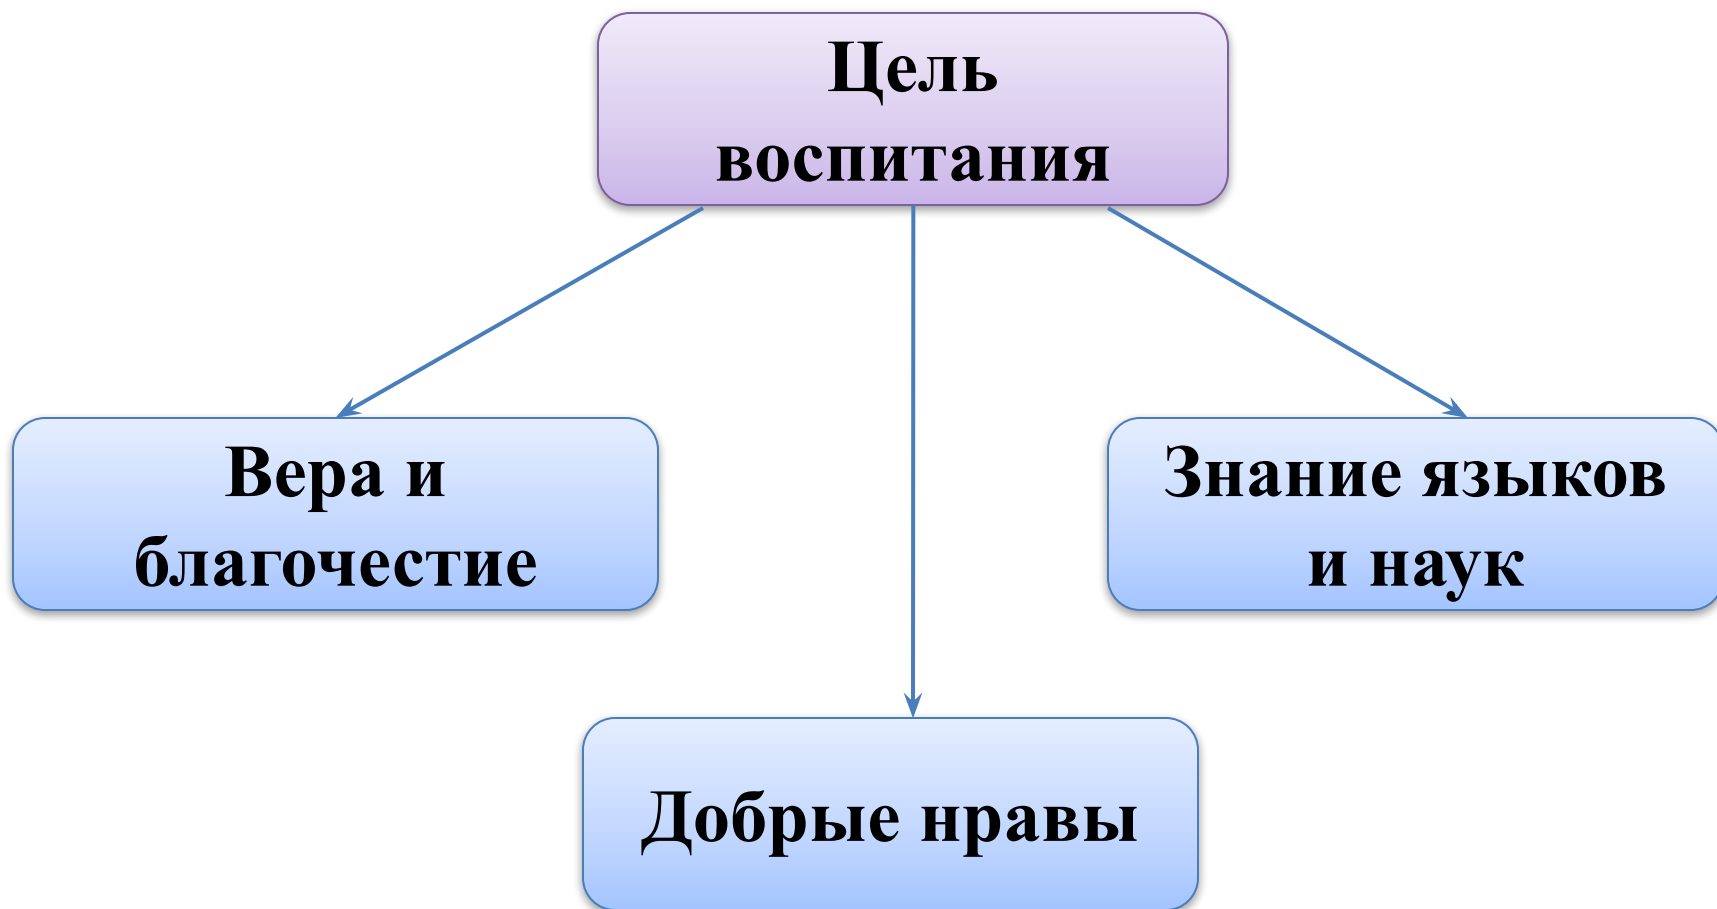 Цель
воспитания
Вера и
благочестие
Знание языков
и наук
Добрые нравы